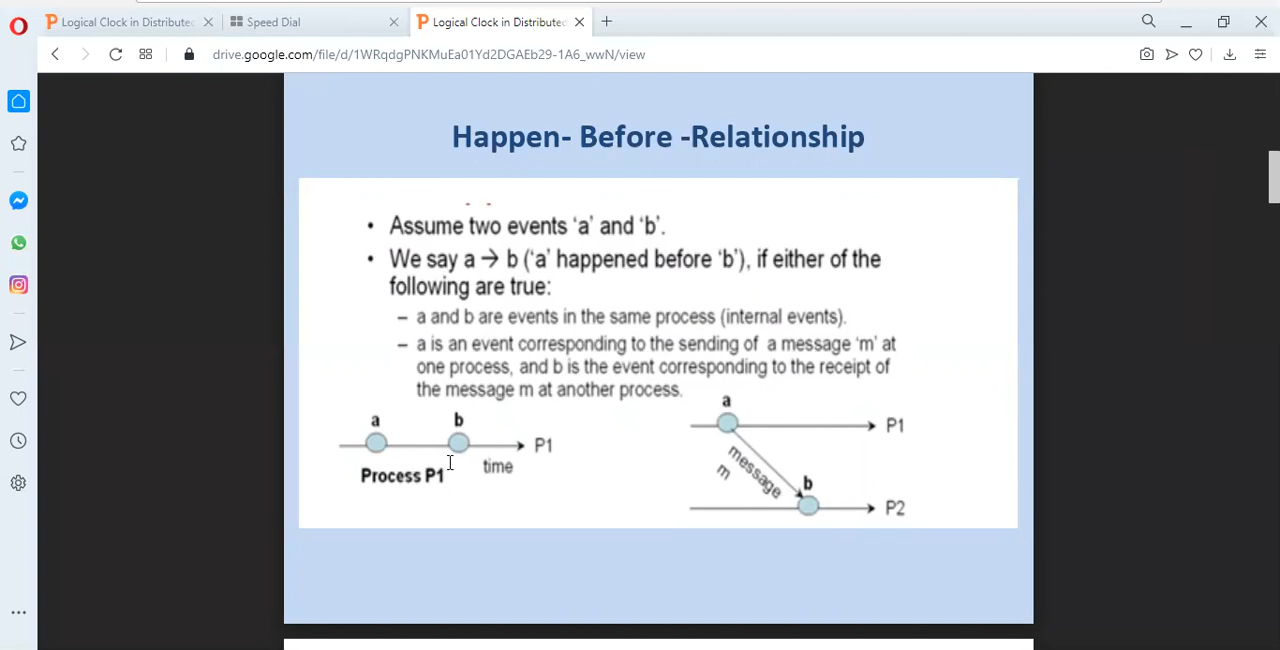 Logical Clock in Distributed
Speed Dial
Logical Clock in Distributed
drive.google.com/file/d/1WRqdgPNKMuEa01Yd2DGAEb29-1A6_wwN/view
Happen- Before -Relationship
• Assume two events ‘a’ and ‘b’.
• We say a → b (‘a’ happened before ‘b’), if either of the
following are true:
– a and b are events in the same process (internal events).
– a is an event corresponding to the sending of a message ‘m’ at
one process, and b is the event corresponding to the receipt of
the message m at another process.
a b
P1
Process P1
time
a
P1
message
m
b
P2